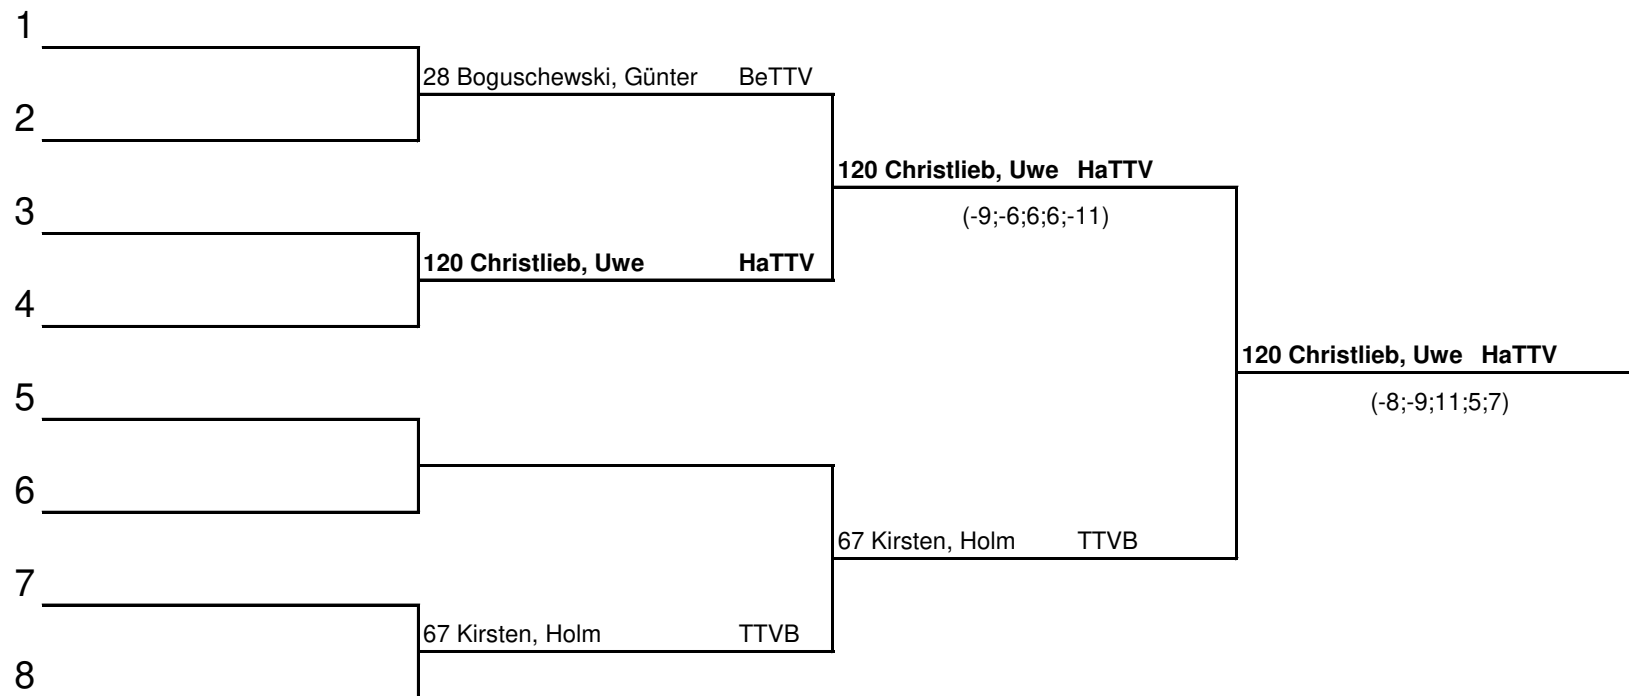 1
28 Boguschewski, Günter BeTTV
2
120 Christlieb, Uwe HaTTV
3
(-9;-6;6;6;-11)
120 Christlieb, Uwe HaTTV
4
120 Christlieb, Uwe HaTTV
5
(-8;-9;11;5;7)
6
67 Kirsten, Holm TTVB
7
67 Kirsten, Holm TTVB
8